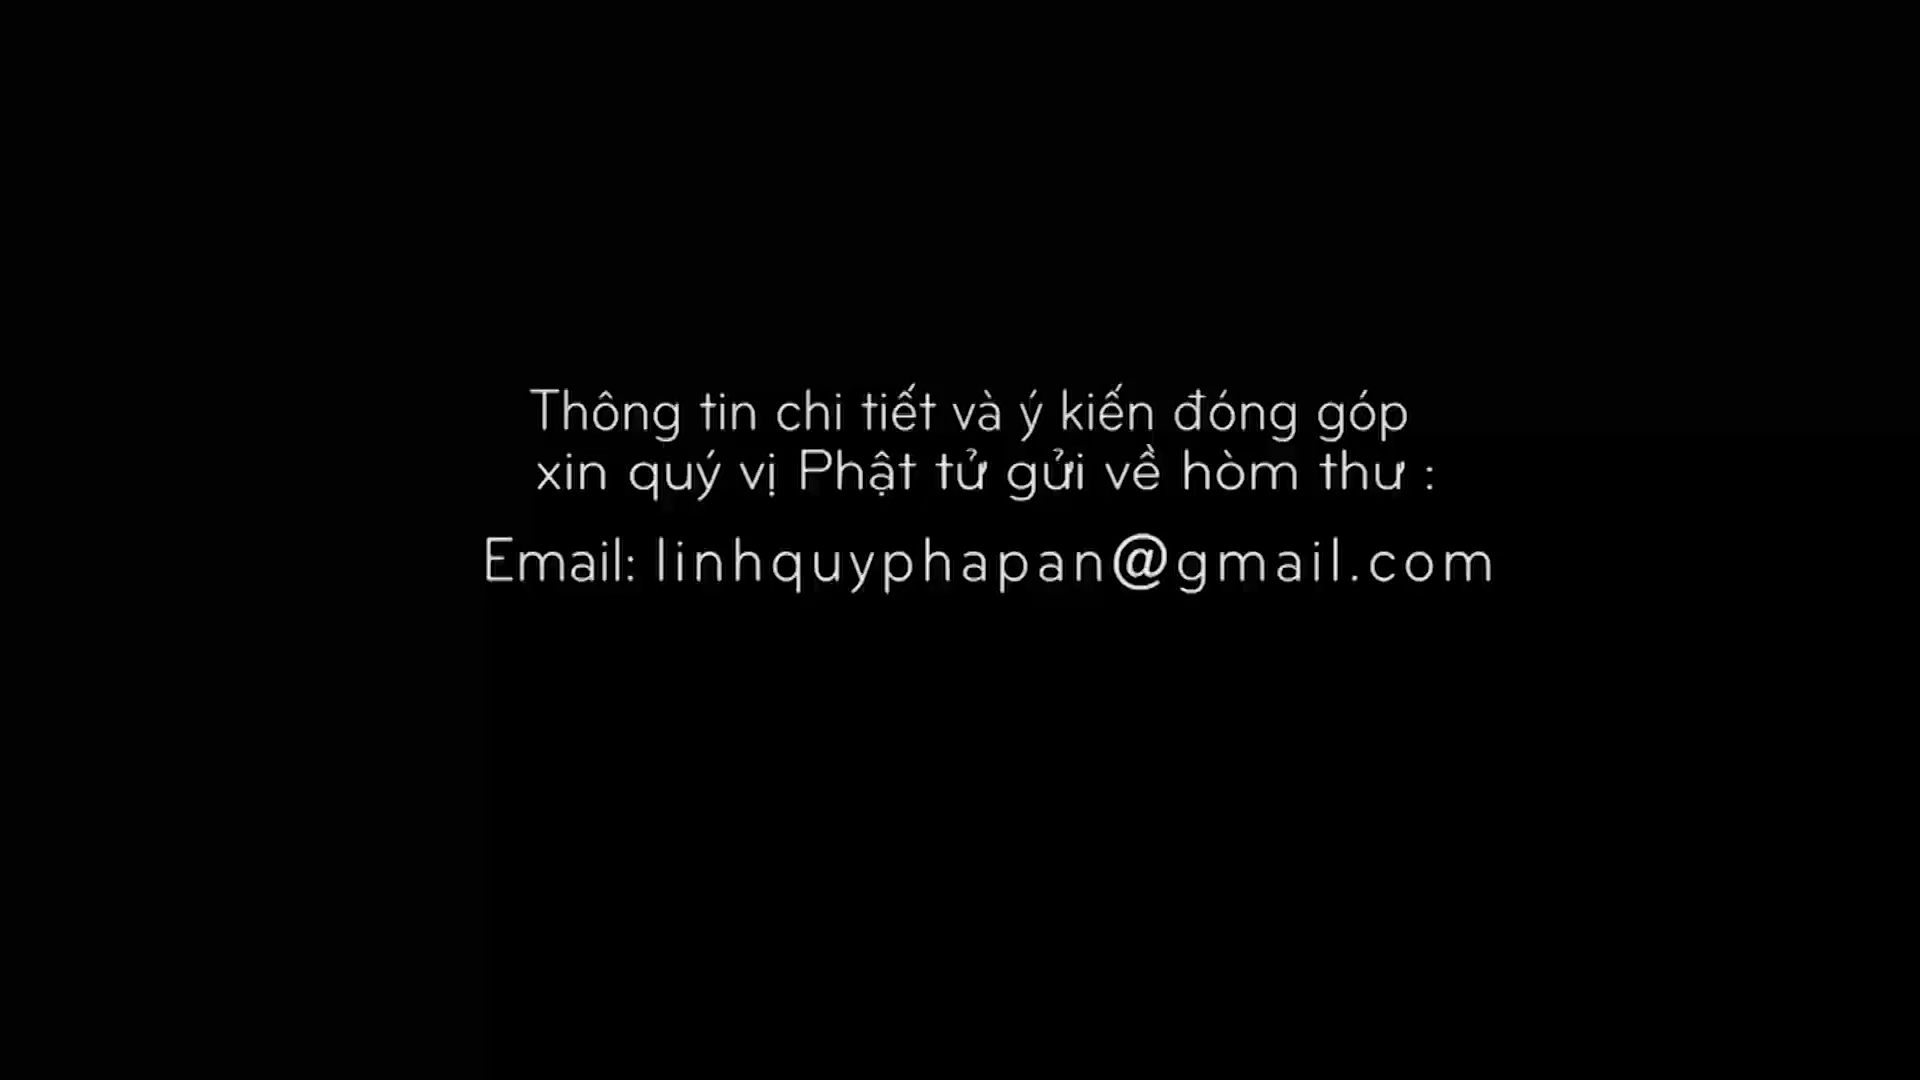 Thông tin chi tiết và ý kiến đóng góp
xin quý vị Phật tử gửi về hòm thư :
Email: linhquyphapan@gmail.com